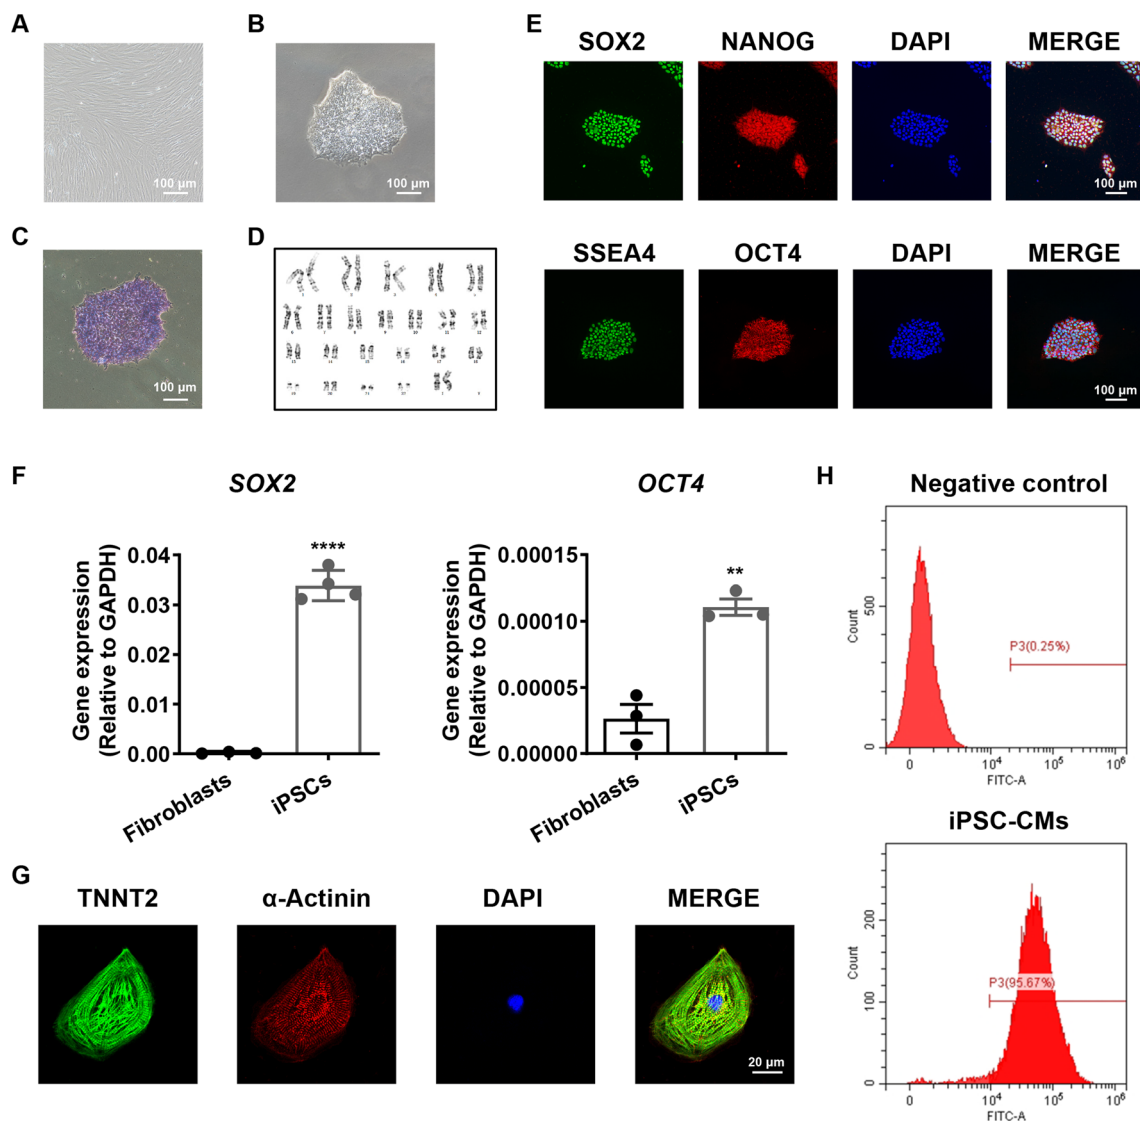 A
B
E
SOX2 NANOG DAPI MERGE
100 µm
100 µm
100 µm
C
D
SSEA4 OCT4 DAPI MERGE
100 µm
100 µm
F
SOX2
OCT4
H
Negative control
Gene expression
(Relative to GAPDH)
0.04
0.03
0.02
0.01
0.00
****
Fibroblasts
iPSCs
Gene expression
(Relative to GAPDH)
0.00015
0.00010
0.00005
0.00000
**
Fibroblasts
iPSCs
Count
500
0
P3(0.25%)
0 10⁴ 10⁵ 10⁶
FITC-A
iPSC-CMs
Count
200
100
0
P3(95.67%)
0 10⁴ 10⁵ 10⁶
FITC-A
G
TNNT2 α-Actinin DAPI MERGE
20 µm